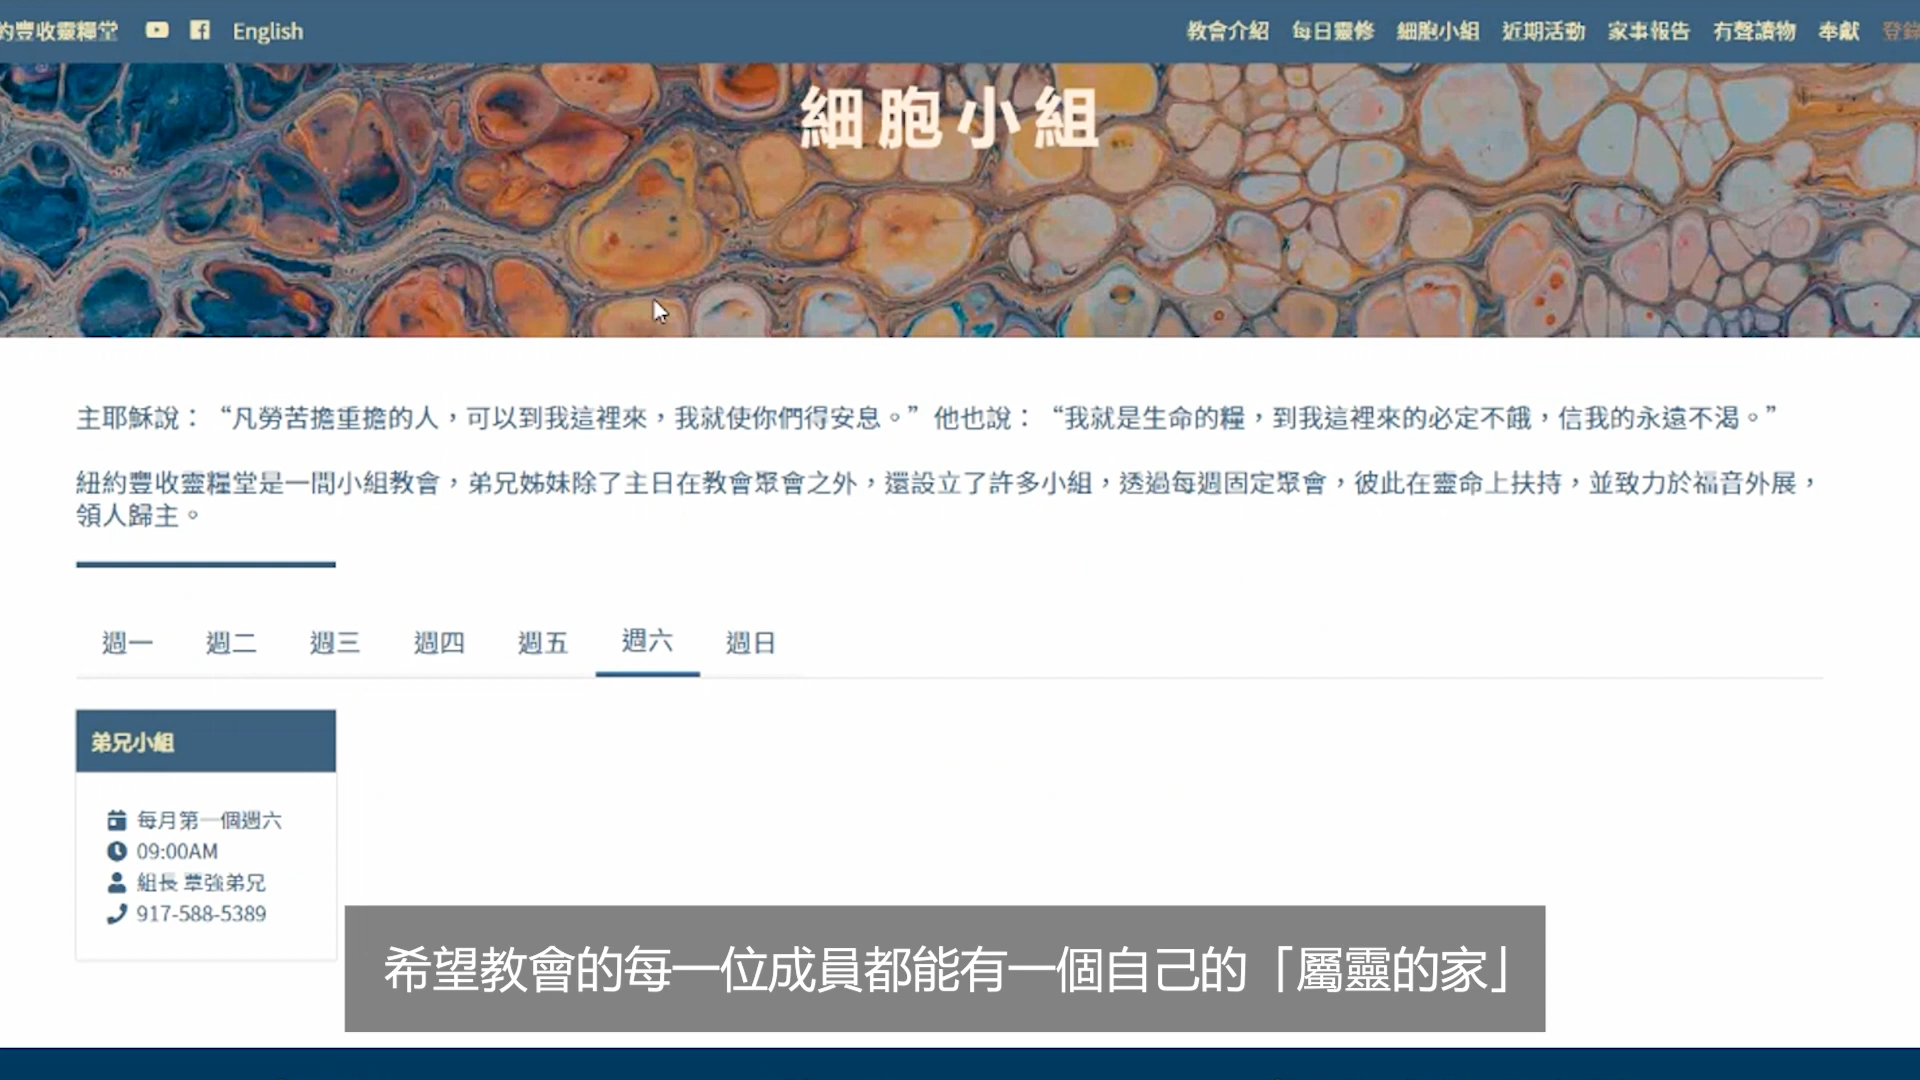 約豐收靈糧堂 English 教會介紹 每日靈修 細胞小組 近期活動 家事報告 有聲讀物 奉獻 登錄
細胞小組
主耶穌說：“凡勞苦擔重擔的人，可以到我這裡來，我就使你們得安息。”他也說：“我就是生命的糧，到我這裡來的必定不餓，信我的永遠不渴。”
紐約豐收靈糧堂是一間小組教會，弟兄姊妹除了主日在教會聚會之外，還設立了許多小組，透過每週固定聚會，彼此在靈命上扶持，並致力於福音外展，
領人歸主。
週一 週二 週三 週四 週五 週六 週日
弟兄小組
每月第一個週六
09:00AM
組長 覃強弟兄
917-588-5389
希望教會的每一位成員都能有一個自己的「屬靈的家」